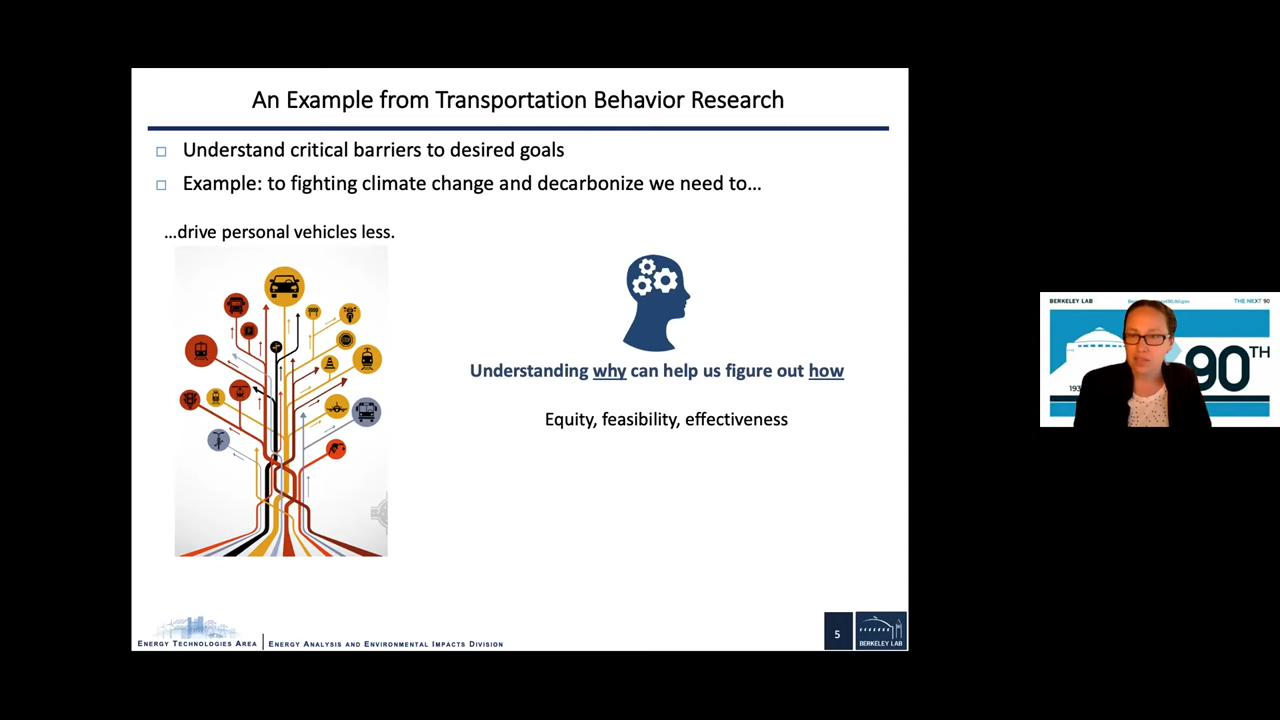 An Example from Transportation Behavior Research
Understand critical barriers to desired goals
Example: to fighting climate change and decarbonize we need to…
…drive personal vehicles less.
Understanding why can help us figure out how
Equity, feasibility, effectiveness
ENERGY TECHNOLOGIES AREA
ENERGY ANALYSIS AND ENVIRONMENTAL IMPACTS DIVISION
5
BERKELEY LAB
BERKELEY LAB
THE NEXT 90
90TH